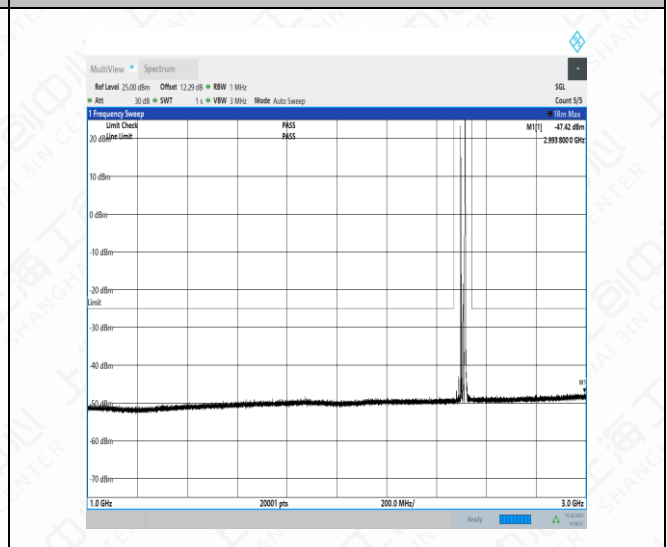 MultiView Spectrum
Ref Level 25.00 dBm Offset 12.29 dB RBW 1 MHz SGL
Att 30 dB SWT 1 s VBW 3 MHz Mode Auto Sweep Count 5/5
1 Frequency Sweep 1Rm Max
Limit Check PASS M1[1] -47.42 dBm
Line Limit PASS 2.993 800 0 GHz
20 dBm
10 dBm
0 dBm
-10 dBm
-20 dBm
Limit
-30 dBm
-40 dBm
M1
-50 dBm
-60 dBm
-70 dBm
1.0 GHz 20001 pts 200.0 MHz/ 3.0 GHz
Ready